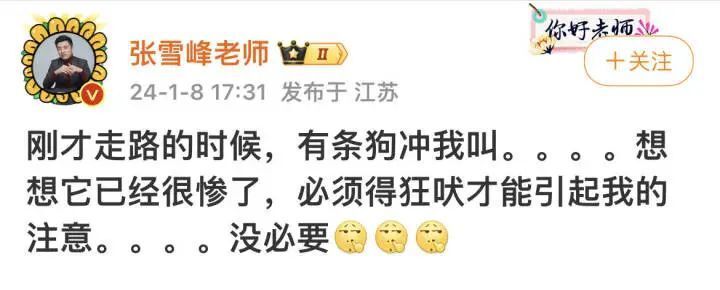 你好老师
张雪峰老师 II
+关注
24-1-8 17:31 发布于 江苏
刚才走路的时候，有条狗冲我叫。。。。想
想它已经很惨了，必须得狂吠才能引起我的
注意。。。。没必要